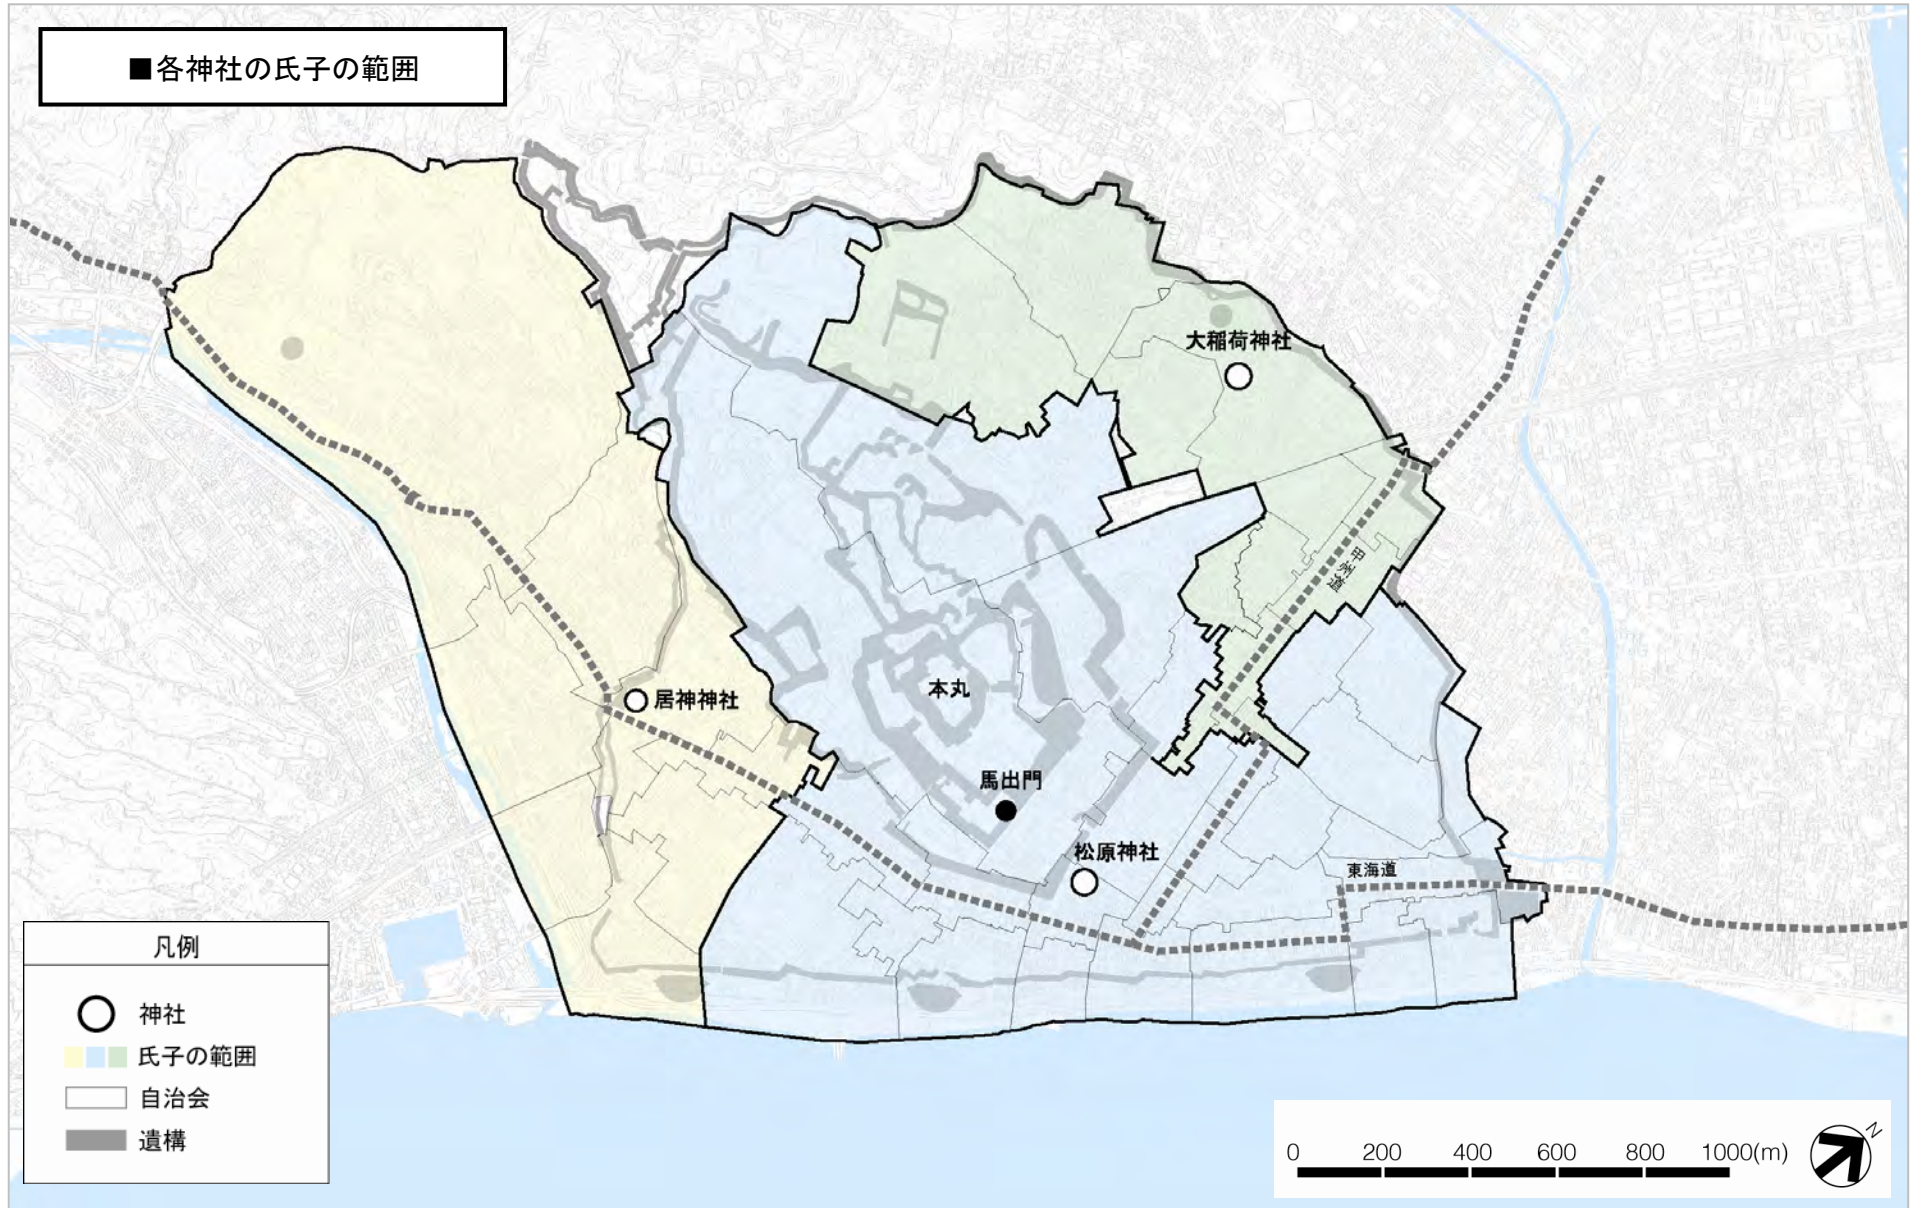 ■各神社の氏子の範囲
大稲荷神社
甲州道
居神神社
本丸
馬出門
松原神社
東海道
凡例
神社
氏子の範囲
自治会
遺構
0 200 400 600 800 1000(m)
N